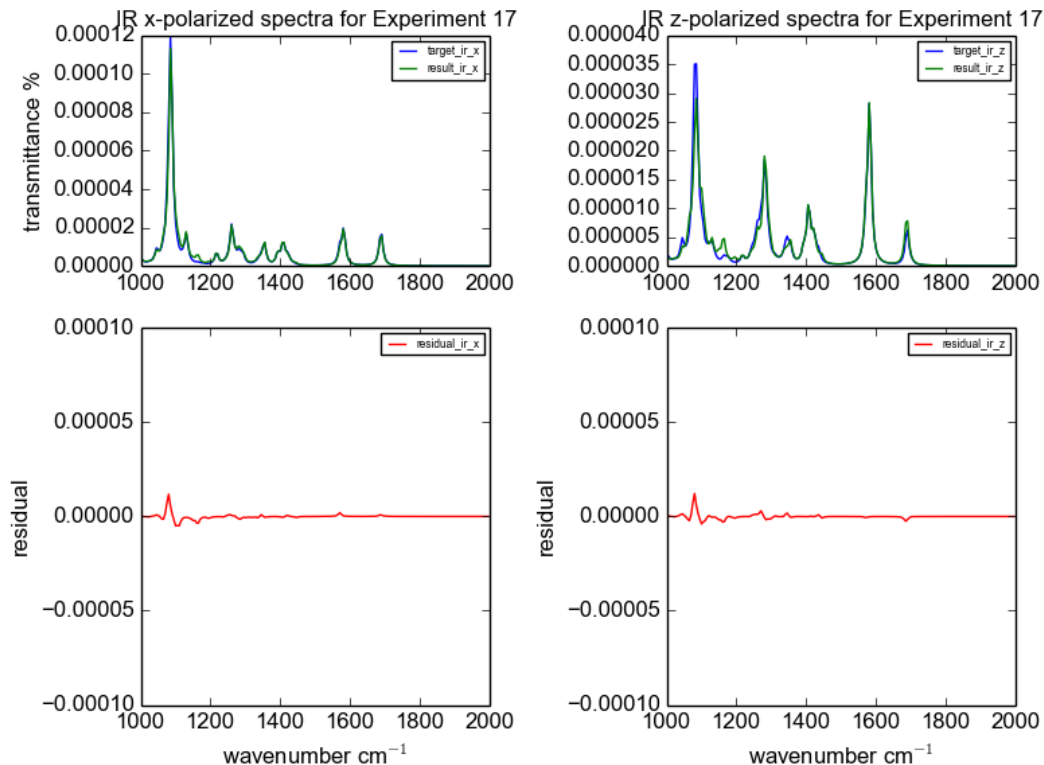 IR x-polarized spectra for Experiment 17
0.00012
0.00010
0.00008
0.00006
0.00004
0.00002
0.00000
transmittance %
target_ir_x
result_ir_x
1000 1200 1400 1600 1800 2000
IR z-polarized spectra for Experiment 17
0.000040
0.000035
0.000030
0.000025
0.000020
0.000015
0.000010
0.000005
0.000000
target_ir_z
result_ir_z
1000 1200 1400 1600 1800 2000
0.00010
0.00005
0.00000
−0.00005
−0.00010
residual
residual_ir_x
1000 1200 1400 1600 1800 2000
wavenumber cm⁻¹
0.00010
0.00005
0.00000
−0.00005
−0.00010
residual
residual_ir_z
1000 1200 1400 1600 1800 2000
wavenumber cm⁻¹